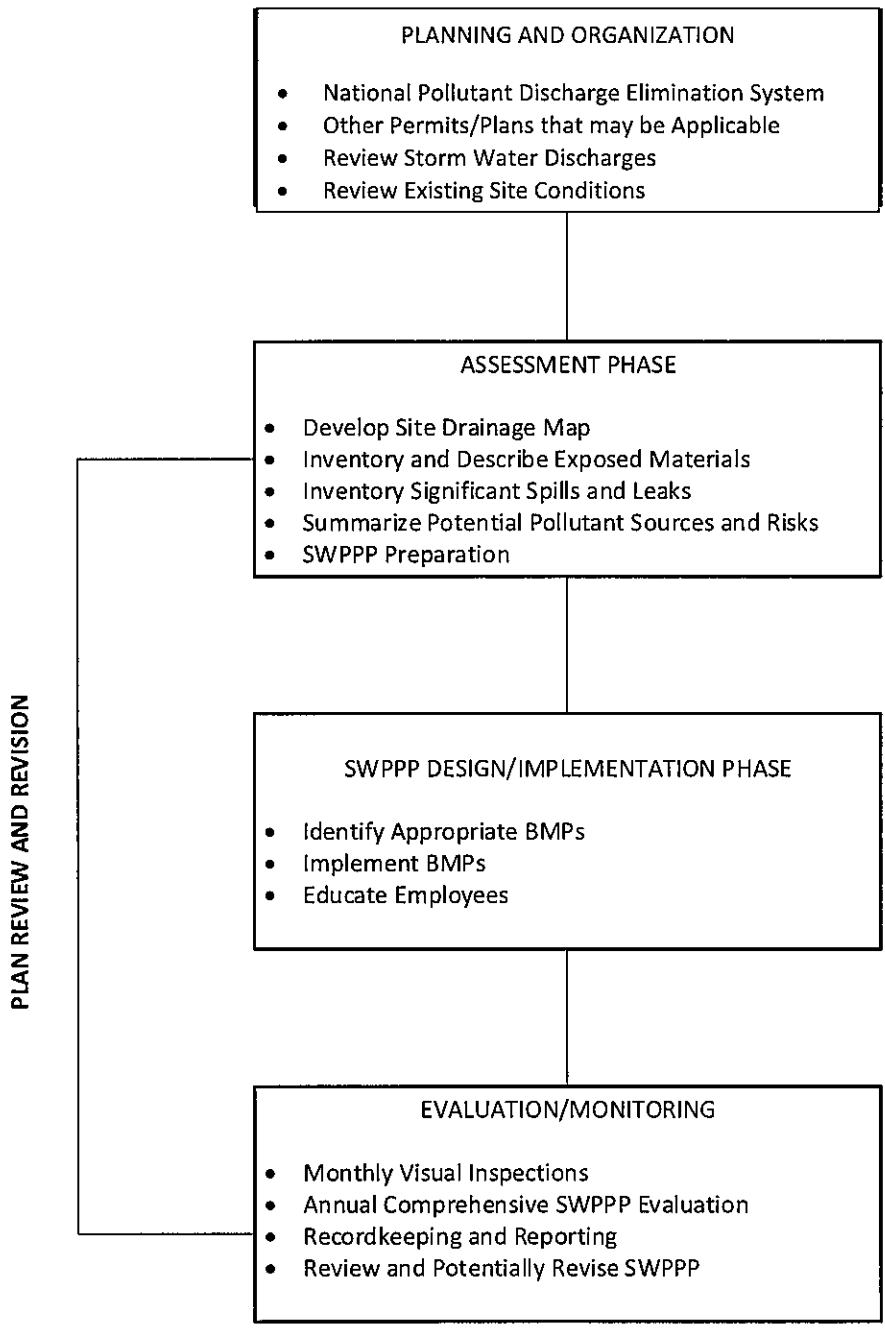 PLANNING AND ORGANIZATION
• National Pollutant Discharge Elimination System
• Other Permits/Plans that may be Applicable
• Review Storm Water Discharges
• Review Existing Site Conditions
ASSESSMENT PHASE
• Develop Site Drainage Map
• Inventory and Describe Exposed Materials
• Inventory Significant Spills and Leaks
• Summarize Potential Pollutant Sources and Risks
• SWPPP Preparation
PLAN REVIEW AND REVISION
SWPPP DESIGN/IMPLEMENTATION PHASE
• Identify Appropriate BMPs
• Implement BMPs
• Educate Employees
EVALUATION/MONITORING
• Monthly Visual Inspections
• Annual Comprehensive SWPPP Evaluation
• Recordkeeping and Reporting
• Review and Potentially Revise SWPPP